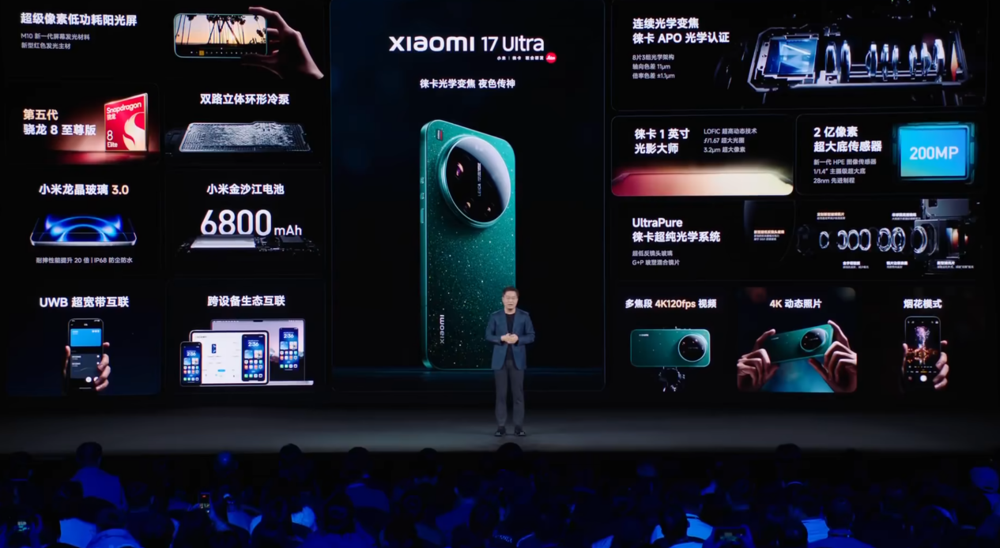 超级像素低功耗阳光屏
M10 新一代屏幕发光材料
新型红色发光主材
第五代
骁龙 8 至尊版
Snapdragon
骁龙
8
Elite
双路立体环形冷泵
小米龙晶玻璃 3.0
耐摔性能提升 20 倍 | IP68 防尘防水
小米金沙江电池
6800 mAh
UWB 超宽带互联
跨设备生态互联
2:36
2:36
2:36
xiaomi 17 Ultra
小米 | 徕卡 联合研发
徕卡光学变焦 夜色传神
xiaomi
连续光学变焦
徕卡 APO 光学认证
8片3组光学架构
轴向色差 11μm
倍率色差 ±1.1μm
徕卡 1 英寸
光影大师
LOFIC 超高动态技术
ƒ/1.67 超大光圈
3.2μm 超大像素
2 亿像素
超大底传感器
新一代 HPE 图像传感器
1/1.4" 主摄级超大底
28nm 先进制程
200MP
UltraPure
徕卡超纯光学系统
超低反镜头玻璃
G+P 玻塑混合镜片
多焦段 4K120fps 视频
4K 动态照片
烟花模式